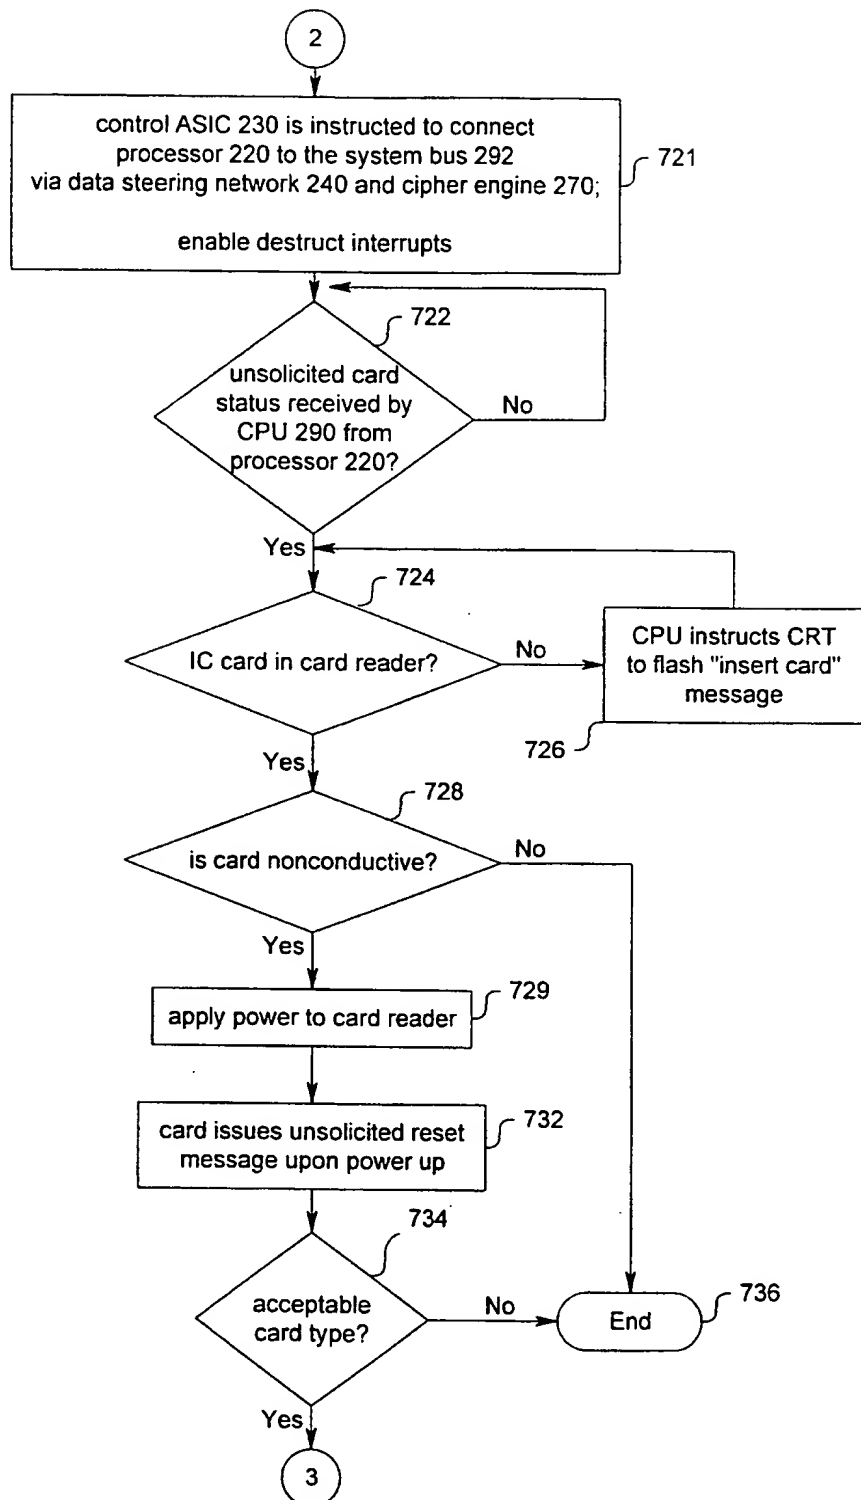 2
control ASIC 230 is instructed to connect
processor 220 to the system bus 292
via data steering network 240 and cipher engine 270;
enable destruct interrupts
721
722
unsolicited card
status received by
CPU 290 from
processor 220?
No
Yes
724
IC card in card reader?
No
CPU instructs CRT
to flash "insert card"
message
726
Yes
728
is card nonconductive?
No
Yes
729
apply power to card reader
732
card issues unsolicited reset
message upon power up
734
acceptable
card type?
No
End
736
Yes
3